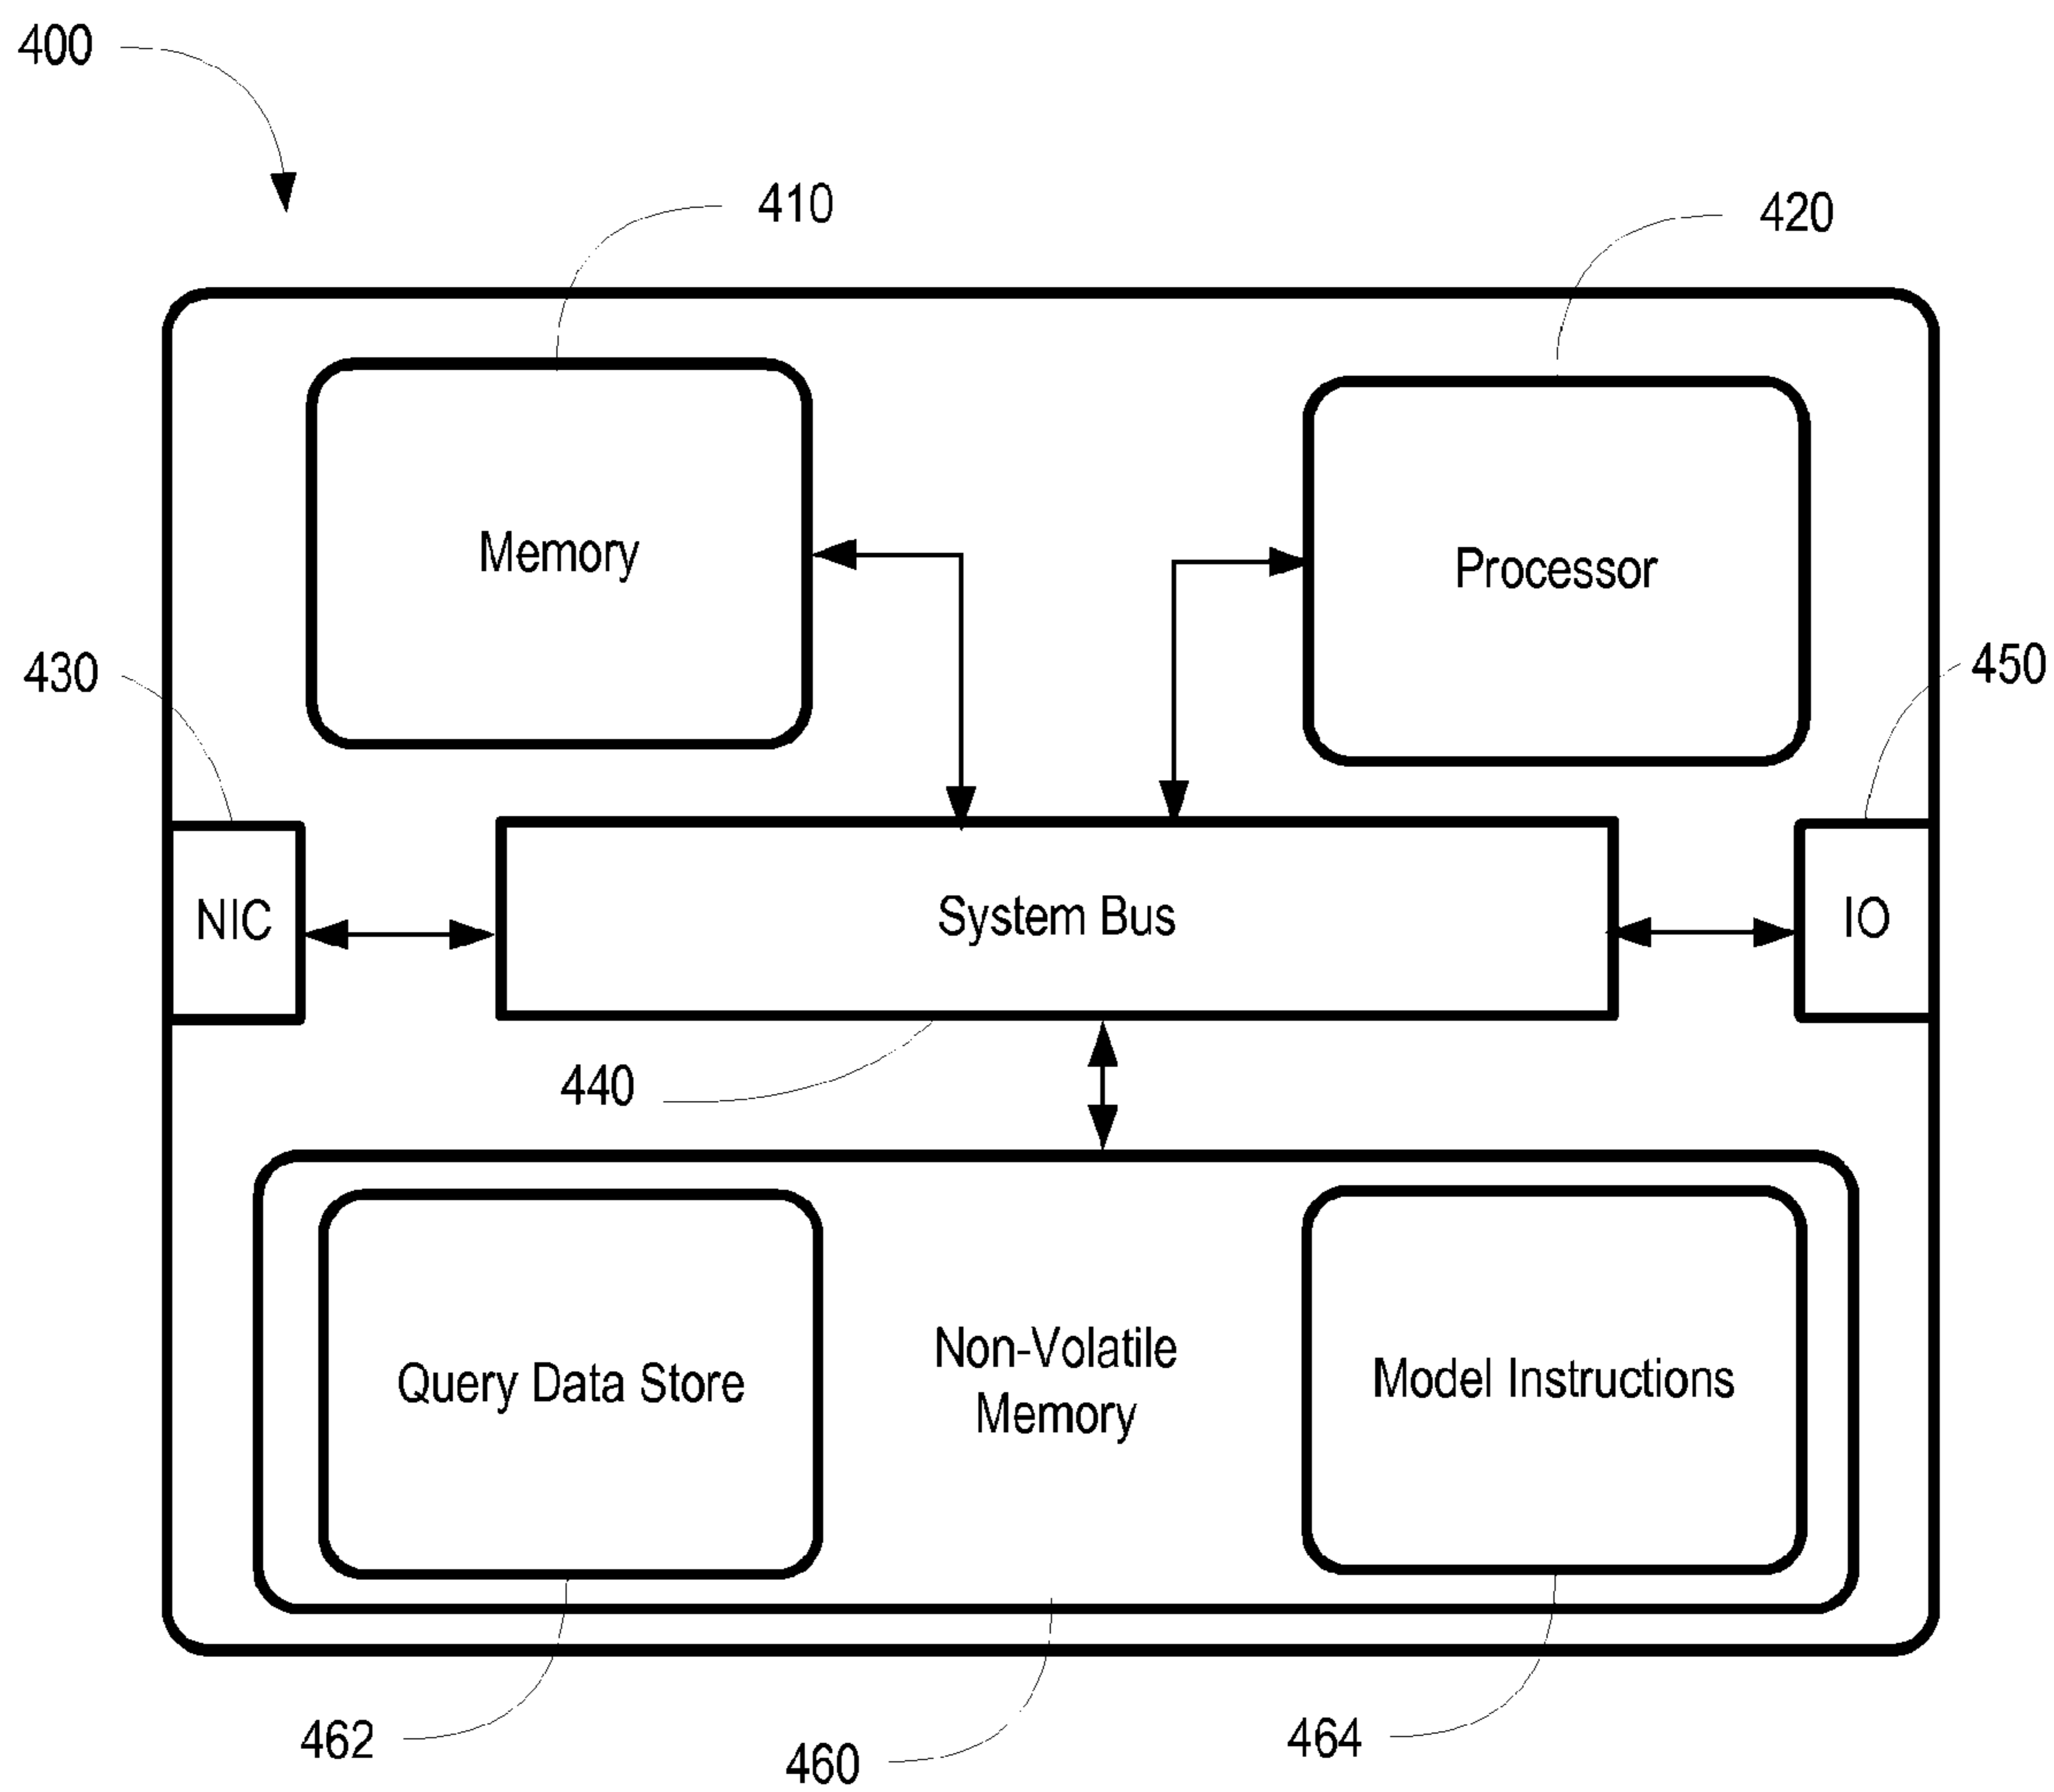 400
410
420
Memory
Processor
430
450
NIC
System Bus
IO
440
Query Data Store
Non-Volatile
Memory
Model Instructions
462
460
464